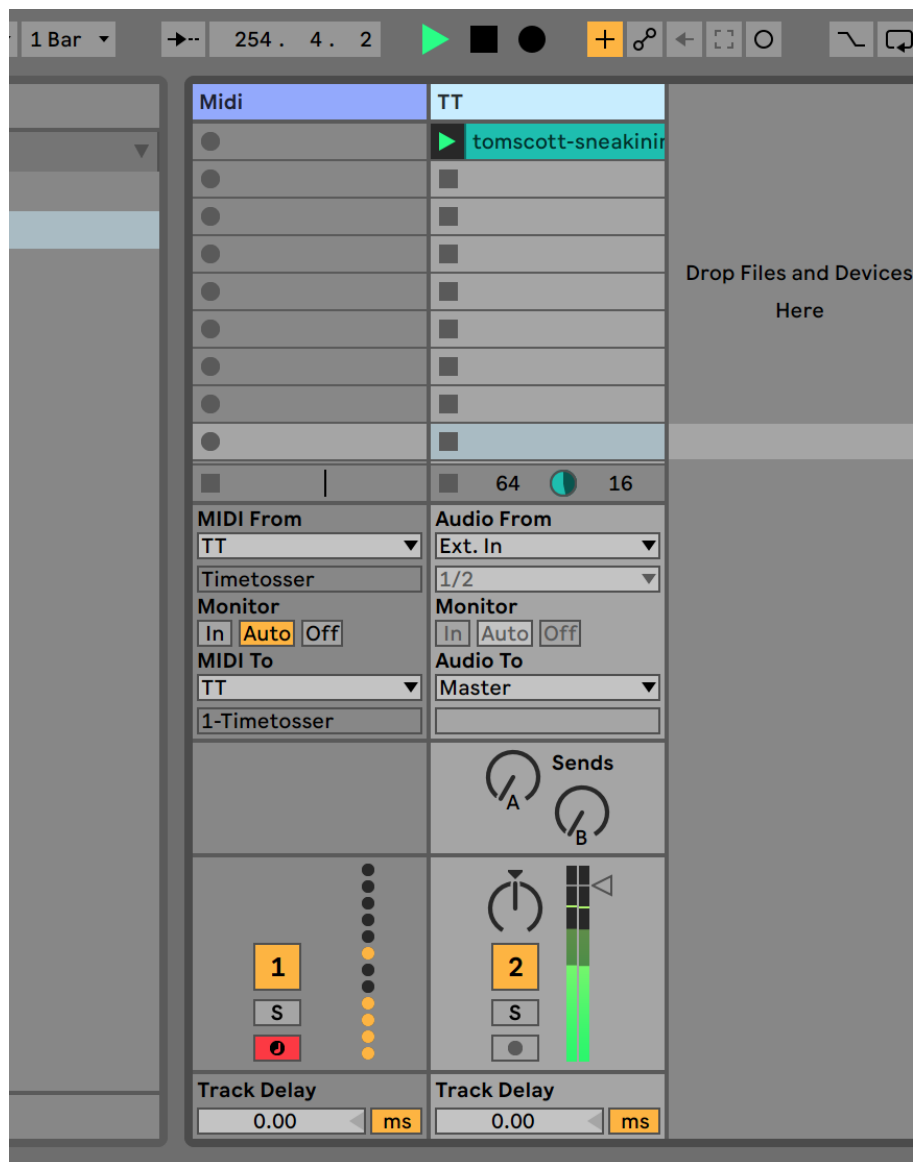 1 Bar
254. 4. 2
Midi
TT
tomscott-sneakinin
Drop Files and Devices
Here
64 16
MIDI From
Audio From
TT
Ext. In
Timetosser
1/2
Monitor
Monitor
In Auto Off
In Auto Off
MIDI To
Audio To
TT
Master
1-Timetosser
Sends
A
B
1
2
S
S
Track Delay
Track Delay
0.00 ms
0.00 ms